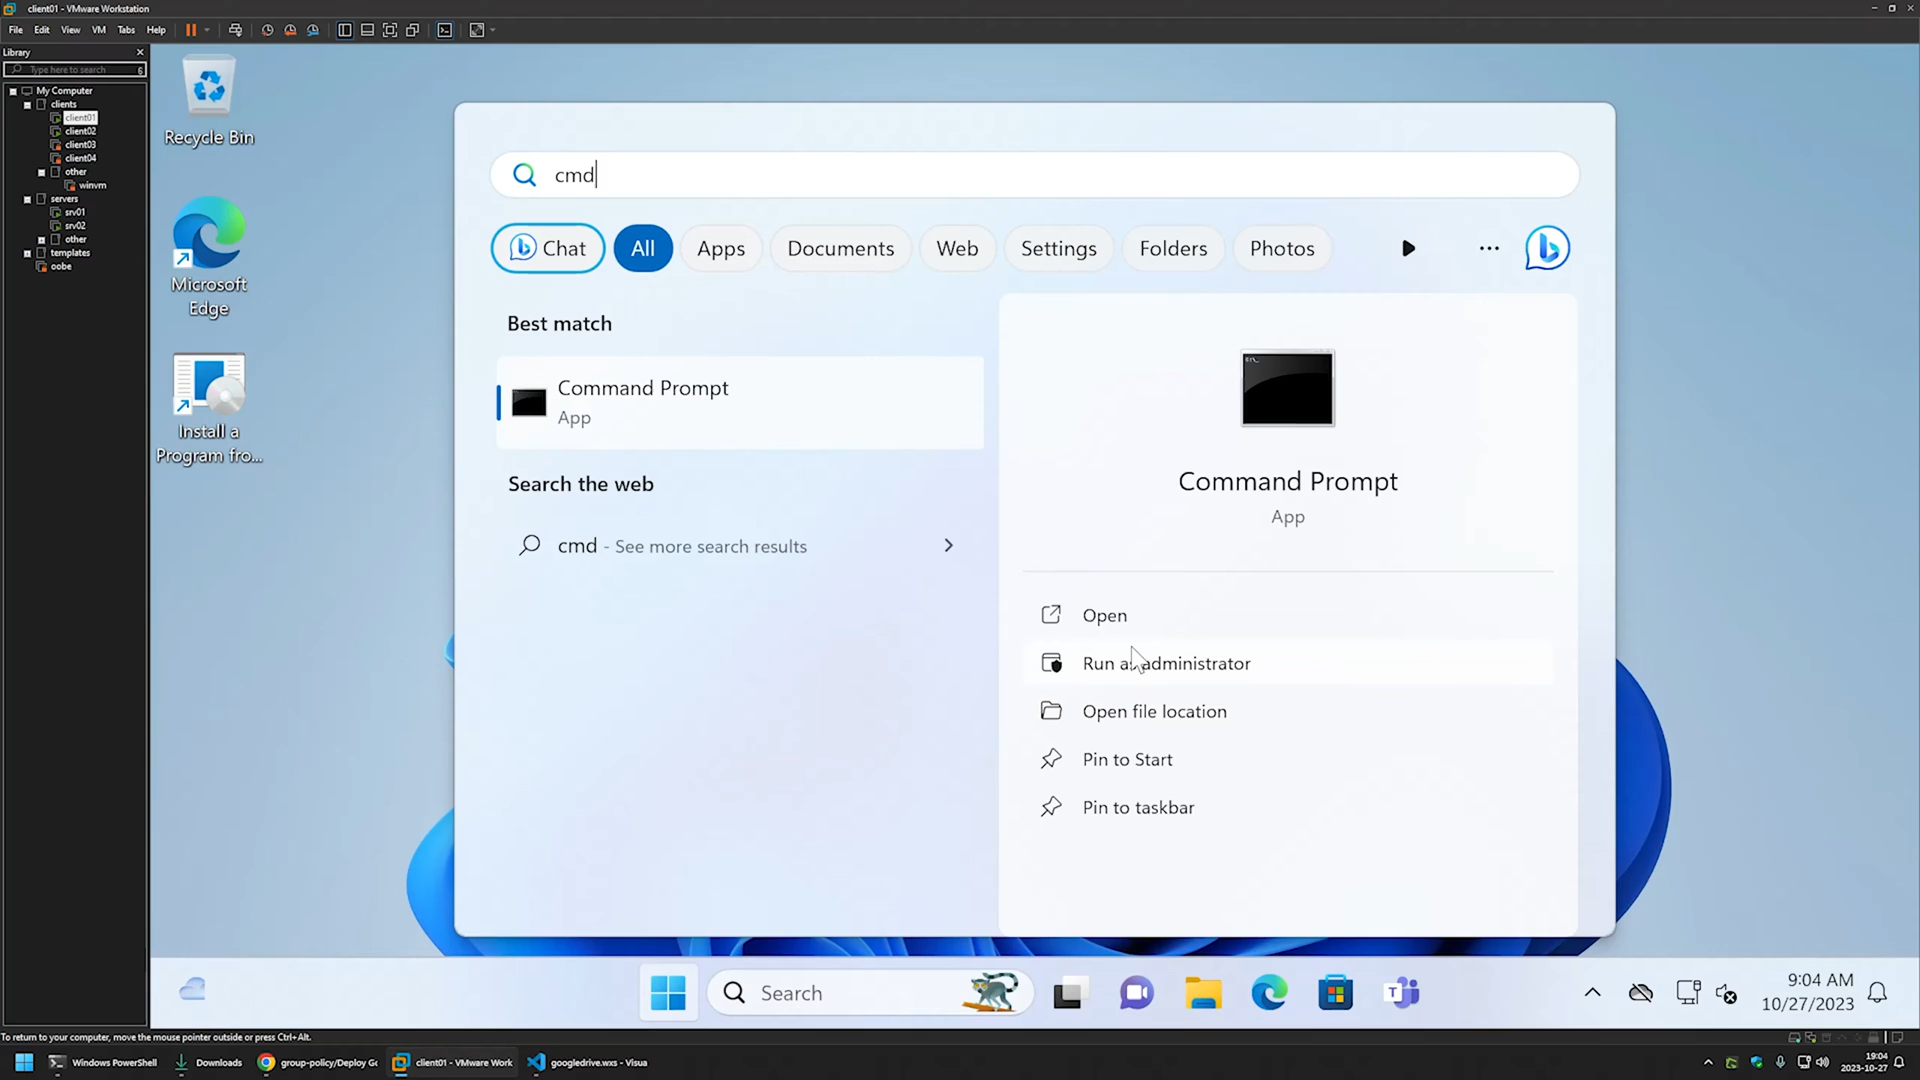 client01 - VMware Workstation
File Edit View VM Tabs Help
Library
Type here to search
My Computer
clients
client01
client02
client03
client04
other
winvm
servers
srv01
srv02
other
templates
oobe
Recycle Bin
Microsoft
Edge
Install a
Program fro...
cmd
Chat All Apps Documents Web Settings Folders Photos
Best match
Command Prompt
App
Search the web
cmd - See more search results
Command Prompt
App
Open
Run as administrator
Open file location
Pin to Start
Pin to taskbar
Search
9:04 AM
10/27/2023
To return to your computer, move the mouse pointer outside or press Ctrl+Alt.
Windows PowerShell Downloads group-policy/Deploy Go client01 - VMware Work googledrive.wxs - Visua
19:04
2023-10-27